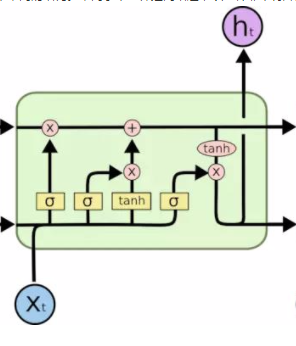 hₜ
x +
tanh
x x
σ σ tanh σ
Xₜ